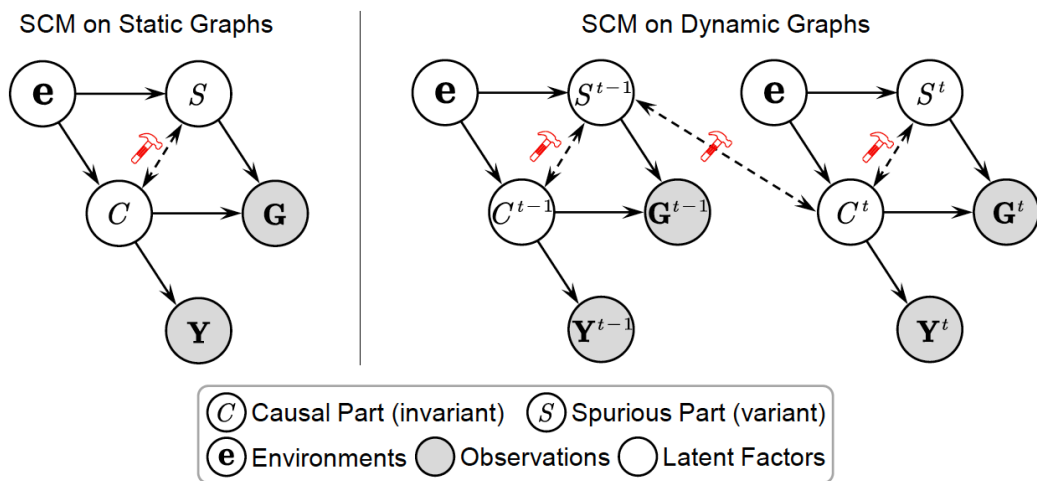 SCM on Static Graphs
SCM on Dynamic Graphs
e
S
C
G
Y
e
S^{t-1}
C^{t-1}
G^{t-1}
Y^{t-1}
e
S^t
C^t
G^t
Y^t
C Causal Part (invariant)
S Spurious Part (variant)
e Environments
Observations
Latent Factors